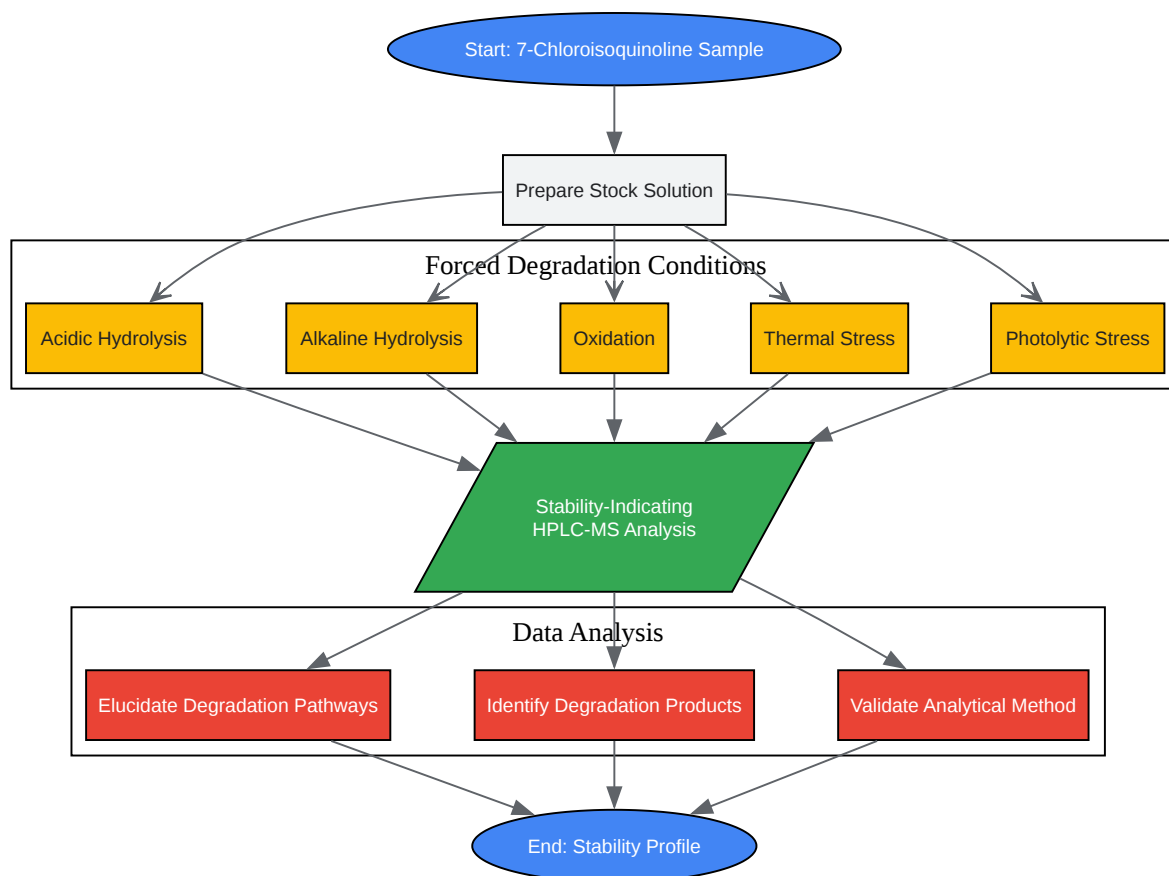 Start: 7-Chloroisoquinoline Sample
Prepare Stock Solution
Forced Degradation Conditions
Acidic Hydrolysis
Alkaline Hydrolysis
Oxidation
Thermal Stress
Photolytic Stress
Stability-Indicating
HPLC-MS Analysis
Data Analysis
Elucidate Degradation Pathways
Identify Degradation Products
Validate Analytical Method
End: Stability Profile